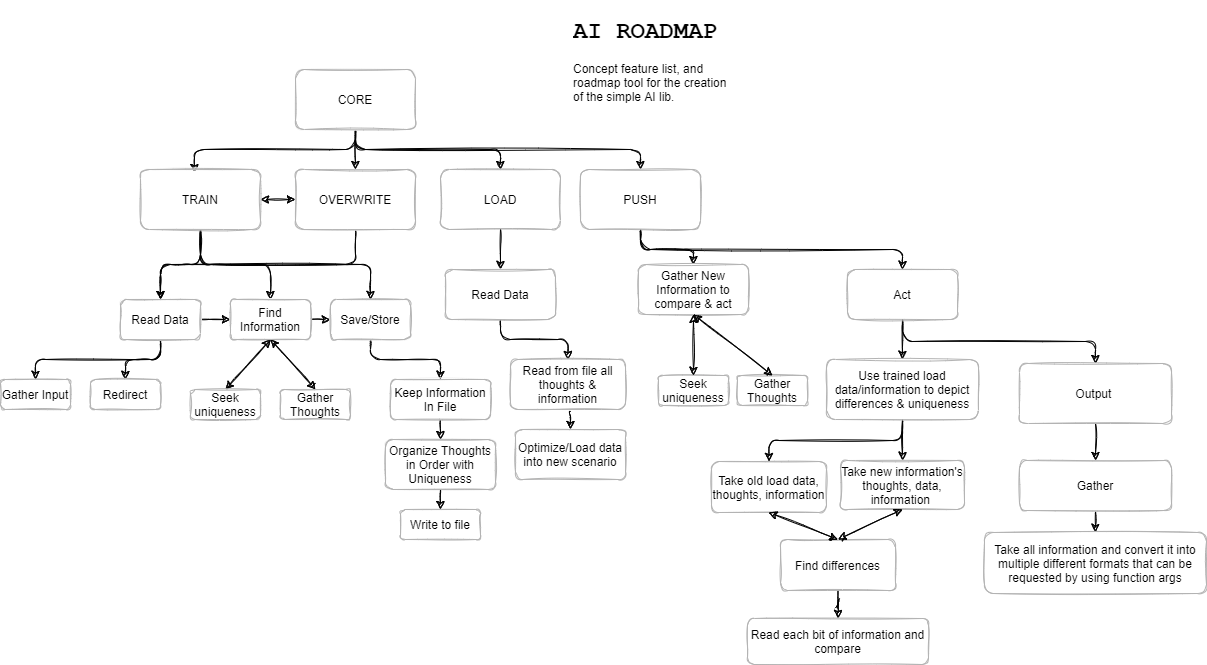 AI ROADMAP
Concept feature list, and
roadmap tool for the creation
of the simple AI lib.
CORE
TRAIN
OVERWRITE
LOAD
PUSH
Read Data
Find
Information
Save/Store
Read Data
Gather New
Information to
compare & act
Act
Gather Input
Redirect
Seek
uniqueness
Gather
Thoughts
Keep Information
In File
Read from file all
thoughts &
information
Seek
uniqueness
Gather
Thoughts
Use trained load
data/information to depict
differences & uniqueness
Output
Organize Thoughts
in Order with
Uniqueness
Optimize/Load data
into new scenario
Take old load data,
thoughts, information
Take new information's
thoughts, data,
information
Gather
Write to file
Find differences
Take all information and convert it into
multiple different formats that can be
requested by using function args
Read each bit of information and
compare